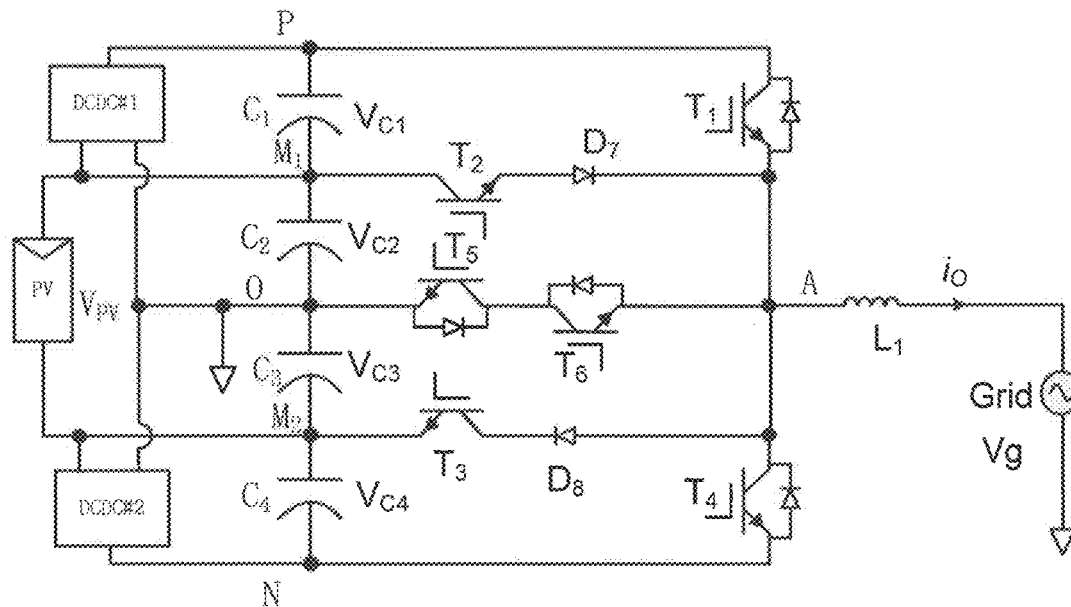 P
DCDC#1
C1
VC1
T1
M1
T2
D7
C2
VC2
T5
PV
VPV
O
A
iO
L1
C3
VC3
T6
Grid
Vg
M2
T3
D8
DCDC#2
C4
VC4
T4
N